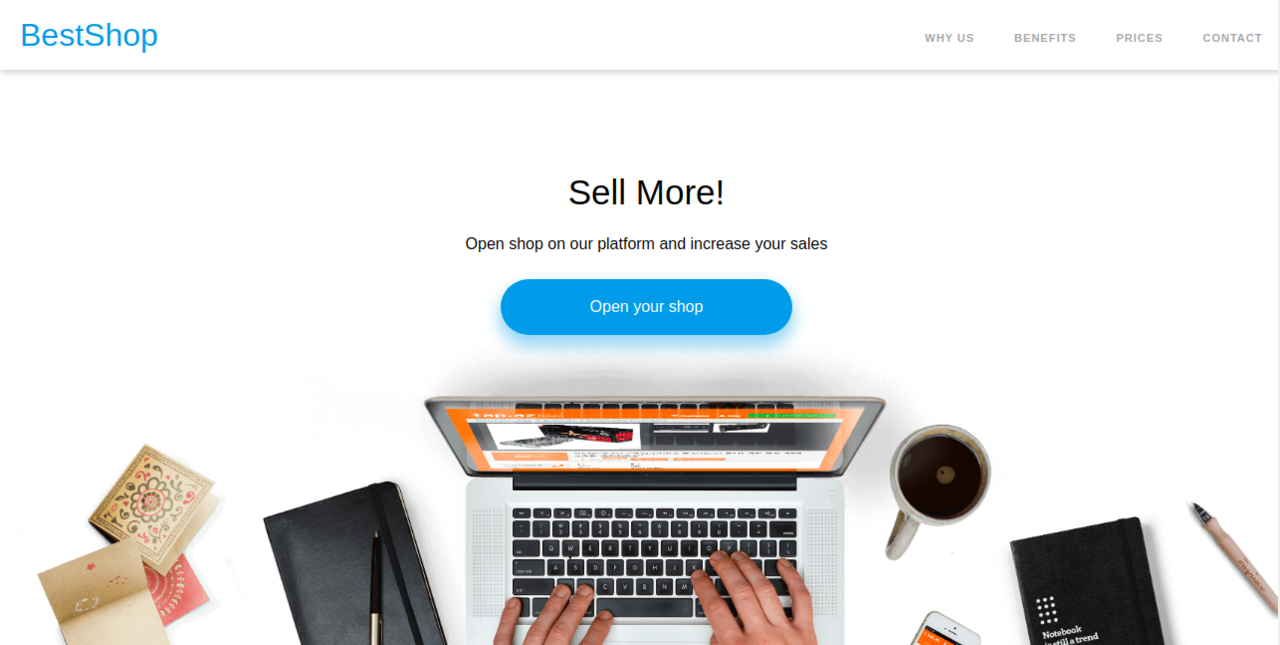 BestShop
WHY US
BENEFITS
PRICES
CONTACT
Sell More!
Open shop on our platform and increase your sales
Open your shop
Notebook
still a trend